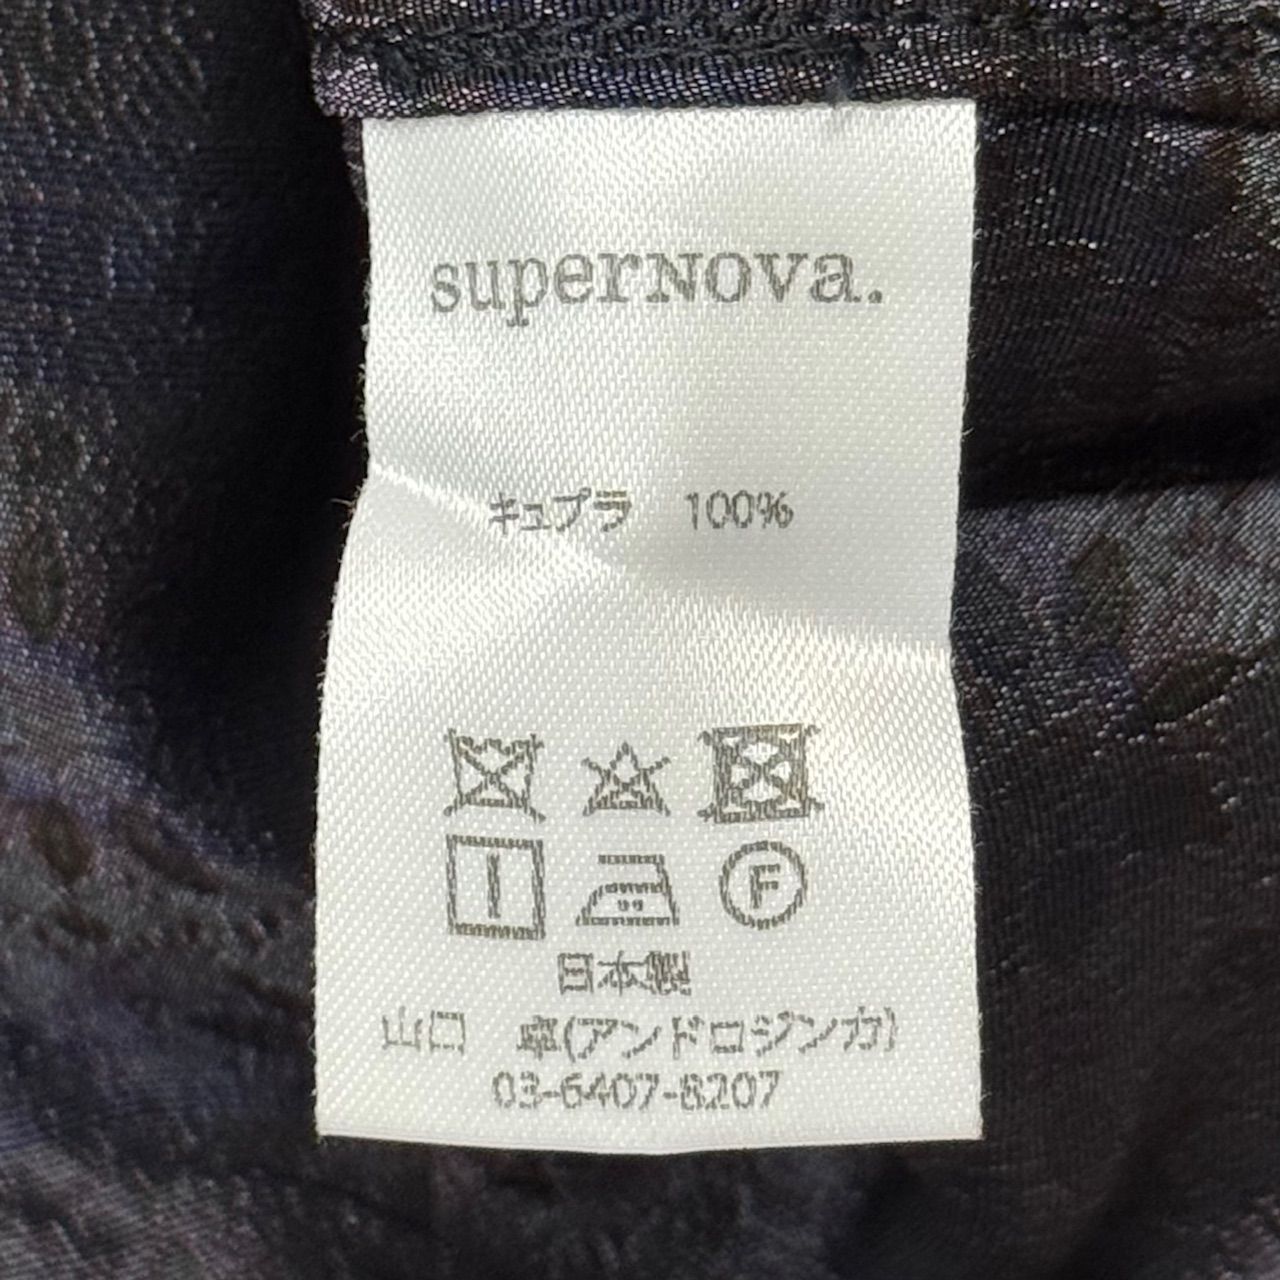 superNova.
キュプラ 100%
F
日本製
山口 卓(アンドロジンカ)
03-6407-8207